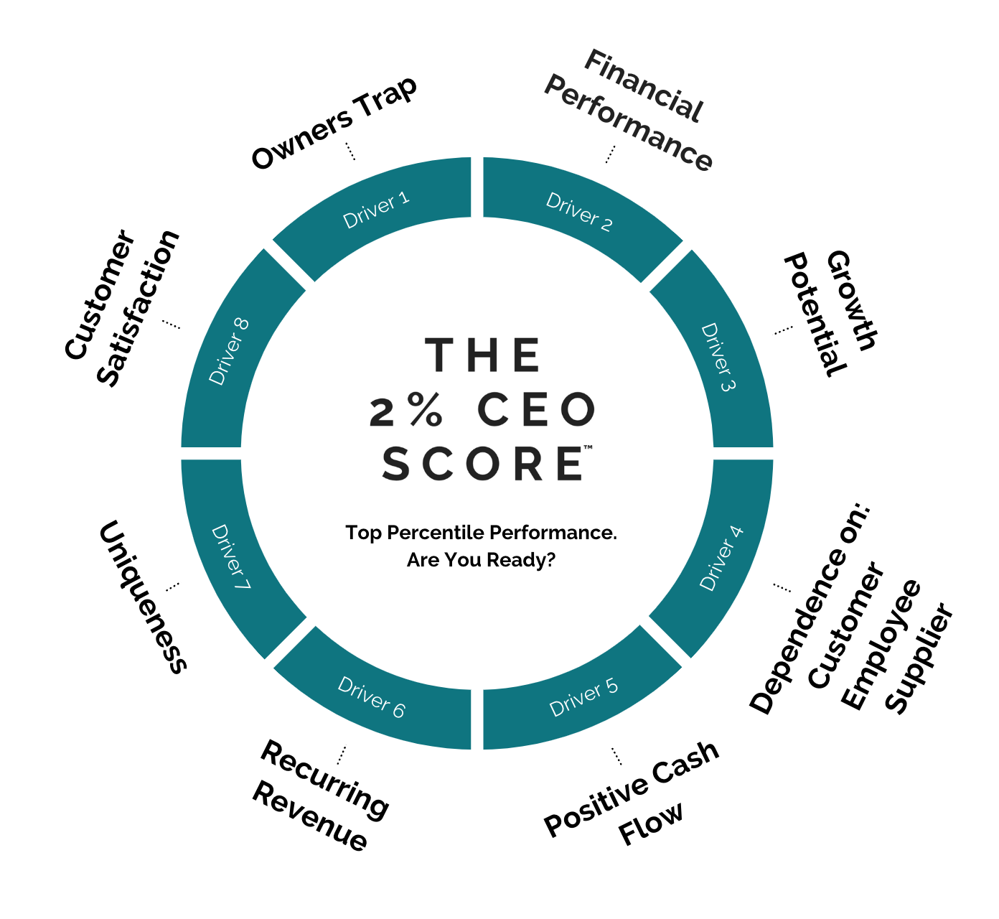 Owners Trap
Driver 1
Financial
Performance
Driver 2
Growth
Potential
Driver 3
Dependence on:
Customer
Employee
Supplier
Driver 4
Positive Cash
Flow
Driver 5
Recurring
Revenue
Driver 6
Uniqueness
Driver 7
Customer
Satisfaction
Driver 8
THE
2% CEO
SCORE™
Top Percentile Performance.
Are You Ready?